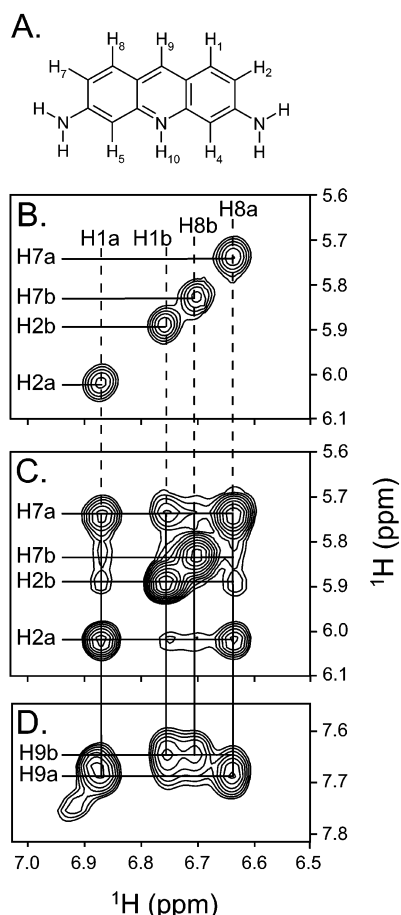 A.
H8 H9 H1
H7 H2
H N N N H
H H5 H10 H4 H
B.
H1a H1b H8b H8a
H7a
H7b
H2b
H2a
5.6
5.7
5.8
5.9
6.0
6.1
C.
H7a
H7b
H2b
H2a
5.6
5.7
5.8
5.9
6.0
6.1
¹H (ppm)
D.
H9b
H9a
7.6
7.7
7.8
7.0 6.9 6.8 6.7 6.6 6.5
¹H (ppm)